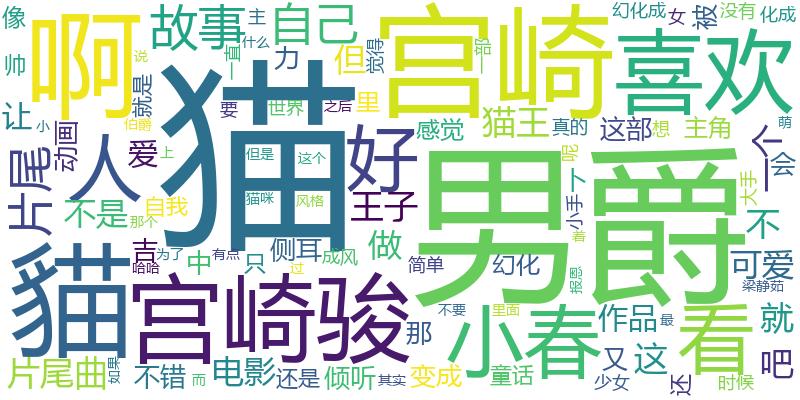 像 故事 自己 幻化成 女 被 没有 化成
啊 主 什么 宫崎 喜欢
帅 说 一直 力 但 觉得 一部
让 小 就是 要 世界 之后 里 猫王 真的 这部 想 主角 萌
动画 伯爵 猫 感觉 一个
片尾 人 爱 上 但是 这个 好 男爵 呢 会
猫咪 风格 王子 了 小手 大手
不是 自我 那个 善 不
貓 吉 为了 有点 侧耳 成风 做 可爱
哈哈 中 只 过 简单 幻化 报恩 梁静茹
宫崎骏 那 不要 里面 小春 作品 最 看 就
片尾曲 如果 不错 而 电影 还是 倾听 其实 变成 童话 又 这 少女 还 时候 吧